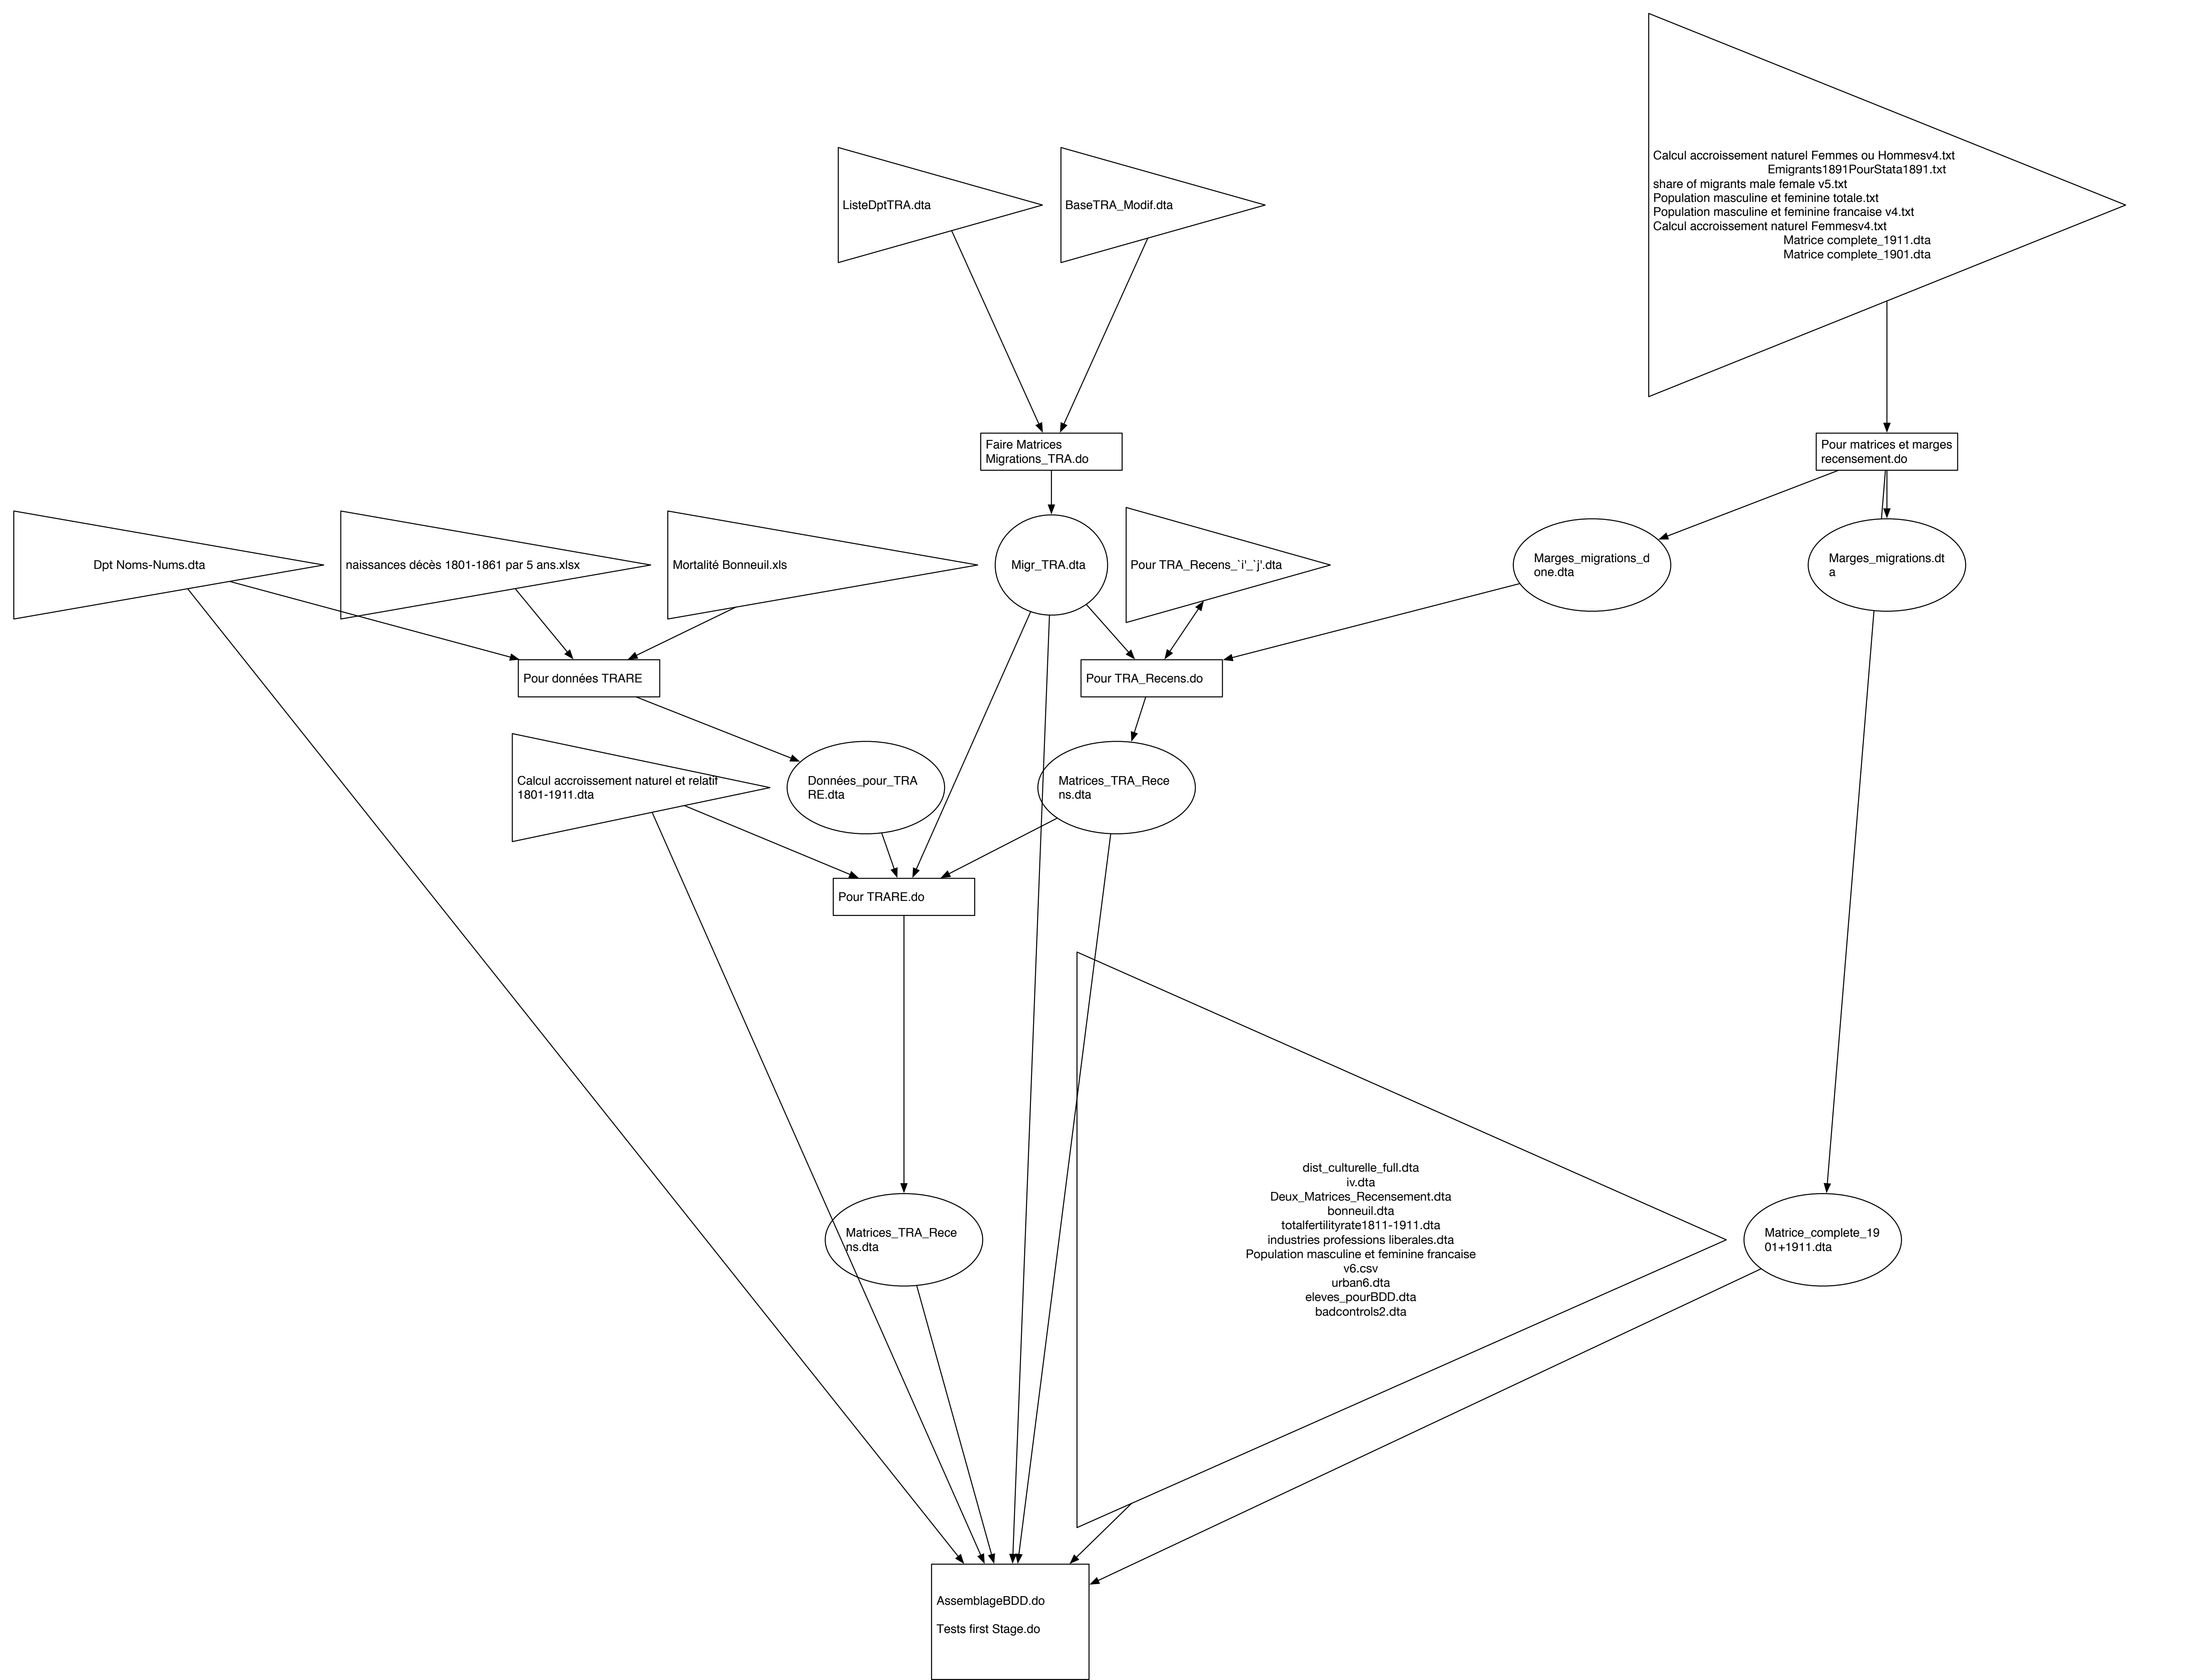 Calcul accroissement naturel Femmes ou Hommesv4.txt
Emigrants1891PourStata1891.txt
share of migrants male female v5.txt
Population masculine et feminine totale.txt
Population masculine et feminine francaise v4.txt
Calcul accroissement naturel Femmesv4.txt
Matrice complete_1911.dta
Matrice complete_1901.dta
ListeDptTRA.dta
BaseTRA_Modif.dta
Faire Matrices
Migrations_TRA.do
Pour matrices et marges
recensement.do
Dpt Noms-Nums.dta
naissances décès 1801-1861 par 5 ans.xlsx
Mortalité Bonneuil.xls
Migr_TRA.dta
Pour TRA_Recens_`i'_`j'.dta
Marges_migrations_d
one.dta
Marges_migrations.dt
a
Pour données TRARE
Pour TRA_Recens.do
Calcul accroissement naturel et relatif
1801-1911.dta
Données_pour_TRA
RE.dta
Matrices_TRA_Rece
ns.dta
Pour TRARE.do
dist_culturelle_full.dta
iv.dta
Deux_Matrices_Recensement.dta
bonneuil.dta
totalfertilityrate1811-1911.dta
industries professions liberales.dta
Population masculine et feminine francaise
v6.csv
urban6.dta
eleves_pourBDD.dta
badcontrols2.dta
Matrices_TRA_Rece
ns.dta
Matrice_complete_19
01+1911.dta
AssemblageBDD.do
Tests first Stage.do